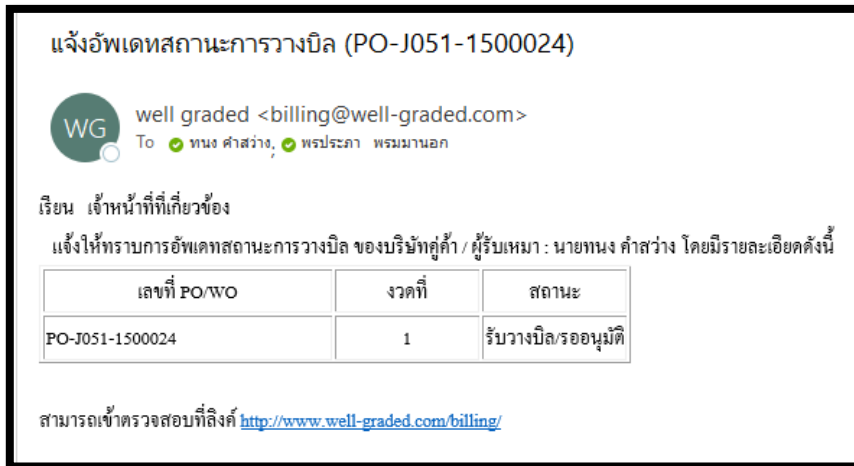 แจ้งอัพเดทสถานะการวางบิล (PO-J051-1500024)
WG
well graded <billing@well-graded.com>
To ทนง คำสว่าง; พรประภา พรมมานอก
เรียน เจ้าหน้าที่ที่เกี่ยวข้อง
แจ้งให้ทราบการอัพเดทสถานะการวางบิล ของบริษัทคู่ค้า / ผู้รับเหมา : นายทนง คำสว่าง โดยมีรายละเอียดดังนี้
เลขที่ PO/WO งวดที่ สถานะ
PO-J051-1500024 1 รับวางบิล/รออนุมัติ
สามารถเข้าตรวจสอบที่ลิงค์ http://www.well-graded.com/billing/